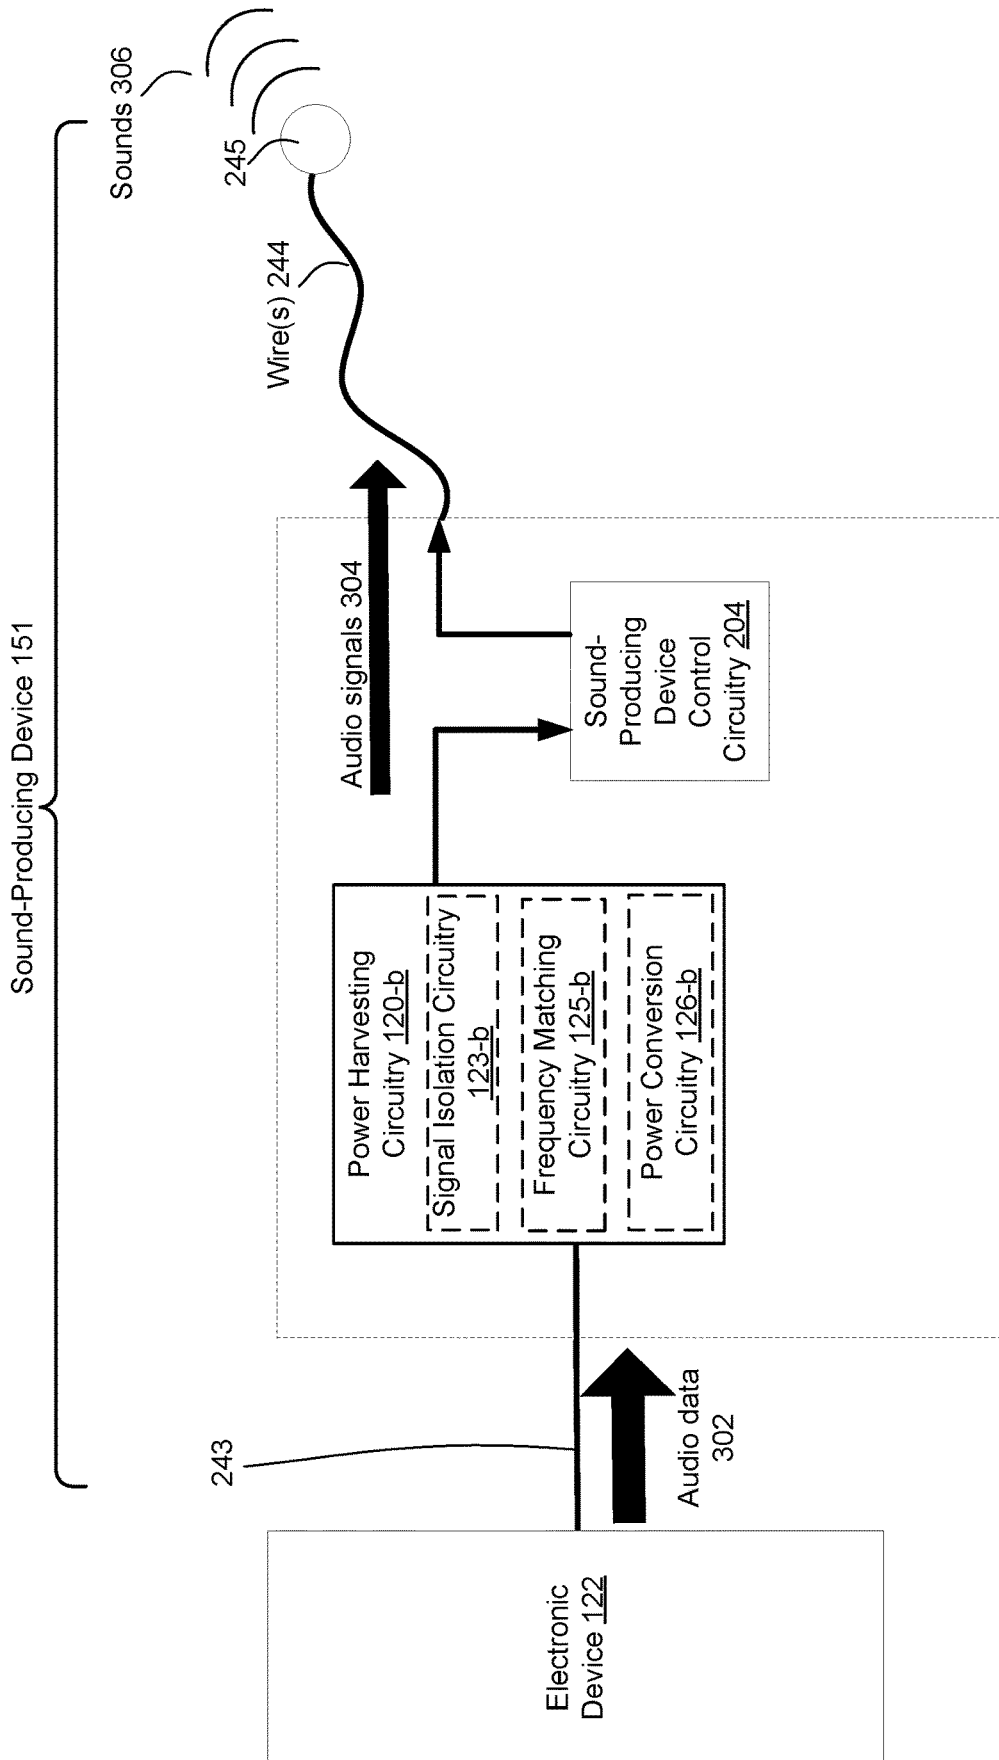 Sound-Producing Device 151
Sounds 306
245
Wire(s) 244
Audio signals 304
Sound-
Producing
Device
Control
Circuitry 204
Power Harvesting
Circuitry 120-b
Signal Isolation Circuitry
123-b
Frequency Matching
Circuitry 125-b
Power Conversion
Circuitry 126-b
243
Audio data
302
Electronic
Device 122